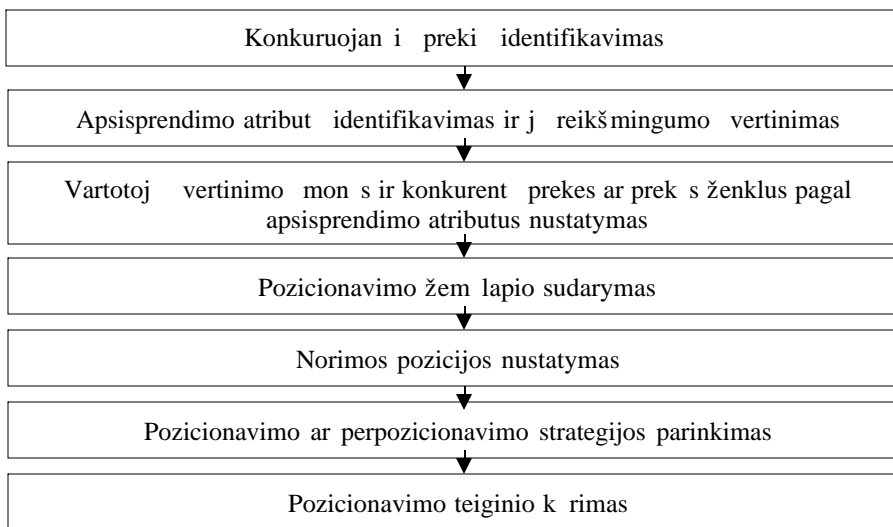 Konkuruojan i preki identifikavimas
Apsisprendimo atribut identifikavimas ir j reikšmingumo vertinimas
Vartotoj vertinimo mon s ir konkurent prekes ar prek s ženklus pagal
apsisprendimo atributus nustatymas
Pozicionavimo žem lapio sudarymas
Norimos pozicijos nustatymas
Pozicionavimo ar perpozicionavimo strategijos parinkimas
Pozicionavimo teiginio k rimas